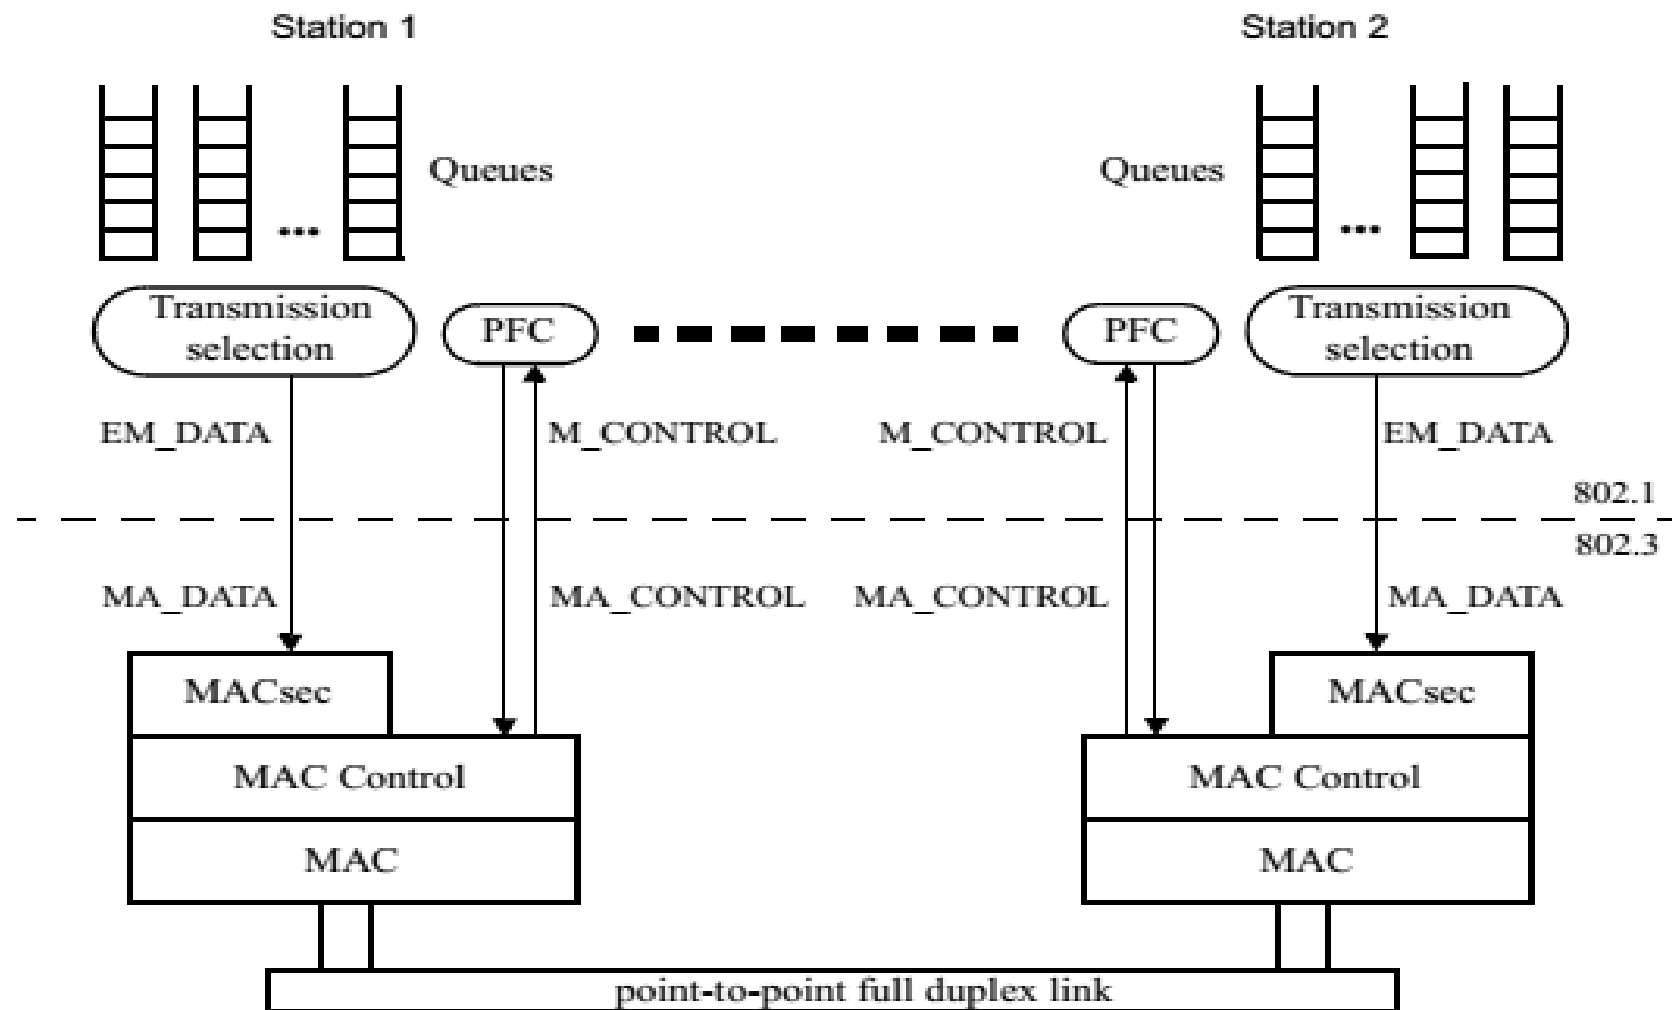 Station 1
Station 2
Queues
Queues
...
...
Transmission
selection
PFC
PFC
Transmission
selection
EM_DATA
M_CONTROL
M_CONTROL
EM_DATA
802.1
802.3
MA_DATA
MA_CONTROL
MA_CONTROL
MA_DATA
MACsec
MACsec
MAC Control
MAC Control
MAC
MAC
point-to-point full duplex link